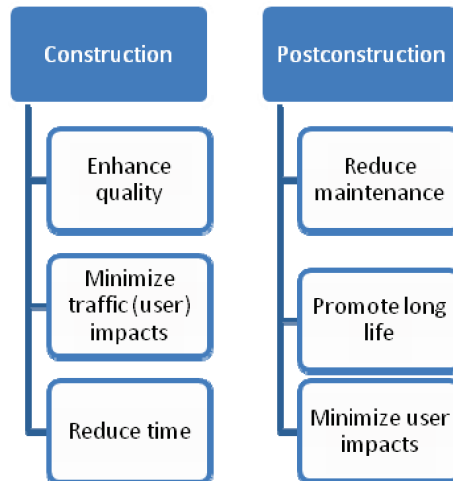 Construction
Enhance
quality
Minimize
traffic (user)
impacts
Reduce time
Postconstruction
Reduce
maintenance
Promote long
life
Minimize user
impacts